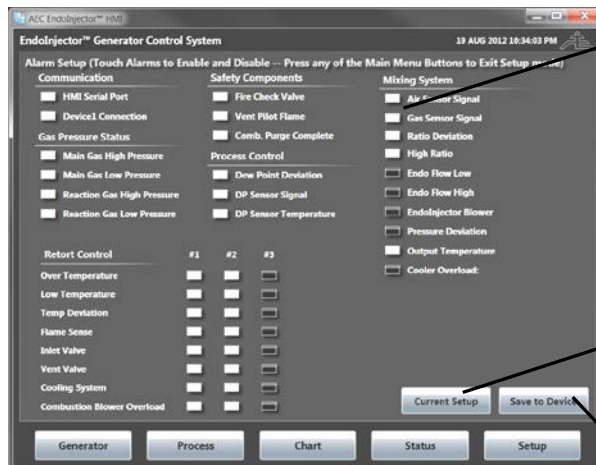 AEC EndoInjector™ HMI
EndoInjector™ Generator Control System 19 AUG 2012 10:34:03 PM
Alarm Setup (Touch Alarms to Enable and Disable -- Press any of the Main Menu Buttons to Exit Setup mode)
Communication
HMI Serial Port
Device1 Connection
Gas Pressure Status
Main Gas High Pressure
Main Gas Low Pressure
Reaction Gas High Pressure
Reaction Gas Low Pressure
Safety Components
Fire Check Valve
Vent Pilot Flame
Comb. Purge Complete
Process Control
Dew Point Deviation
DP Sensor Signal
DP Sensor Temperature
Mixing System
Air Sensor Signal
Gas Sensor Signal
Ratio Deviation
High Ratio
Endo Flow Low
Endo Flow High
EndoInjector Blower
Pressure Deviation
Output Temperature
Cooler Overload:
Retort Control #1 #2 #3
Over Temperature
Low Temperature
Temp Deviation
Flame Sense
Inlet Valve
Vent Valve
Cooling System
Combustion Blower Overload
Current Setup Save to Device
Generator Process Chart Status Setup